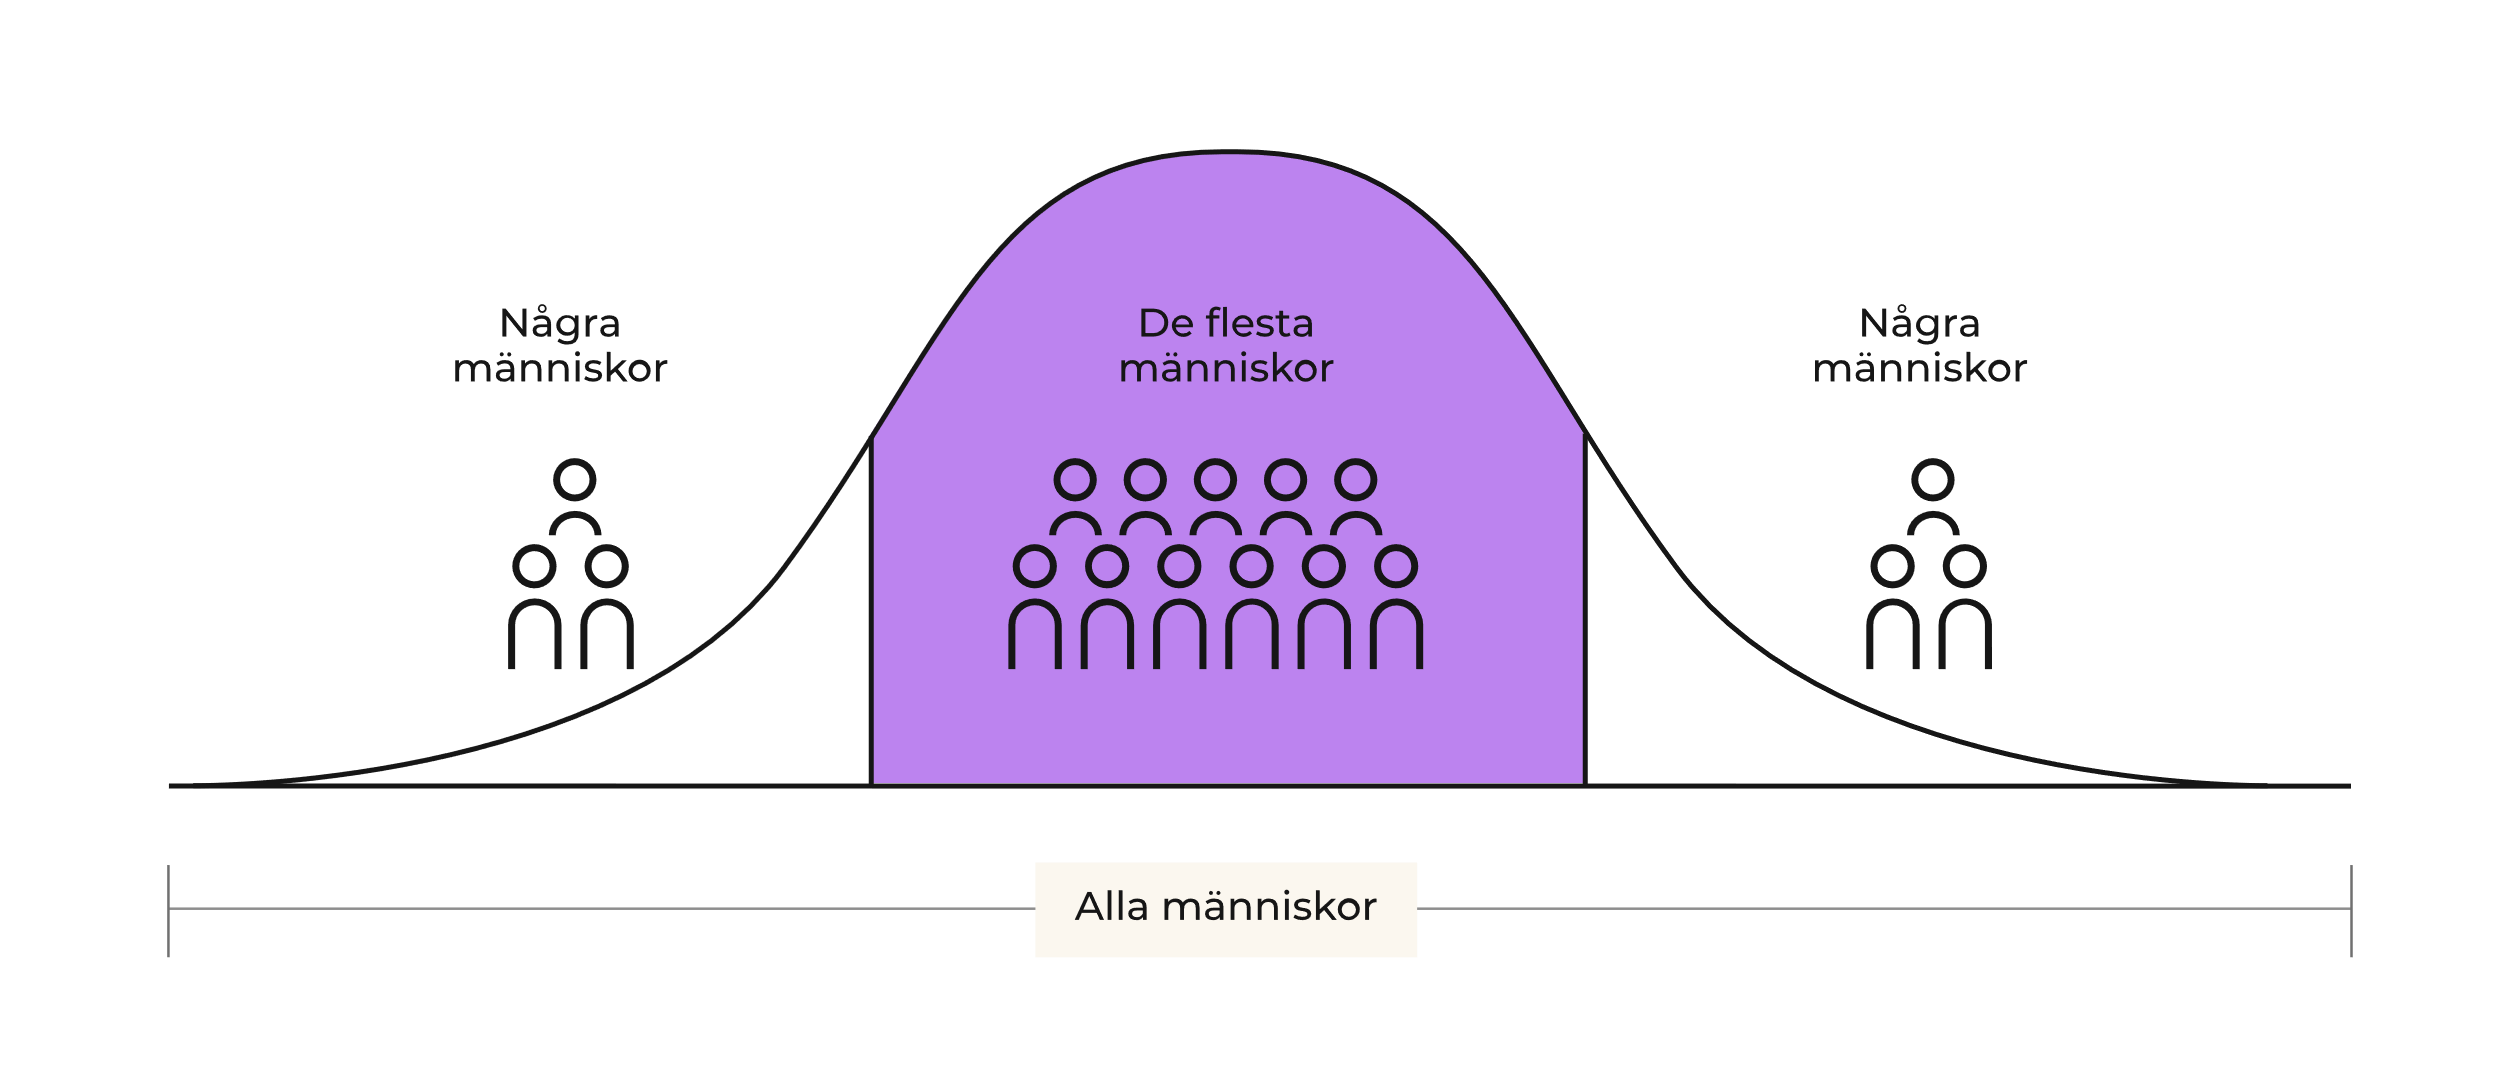 Några
människor
De flesta
människor
Några
människor
Alla människor